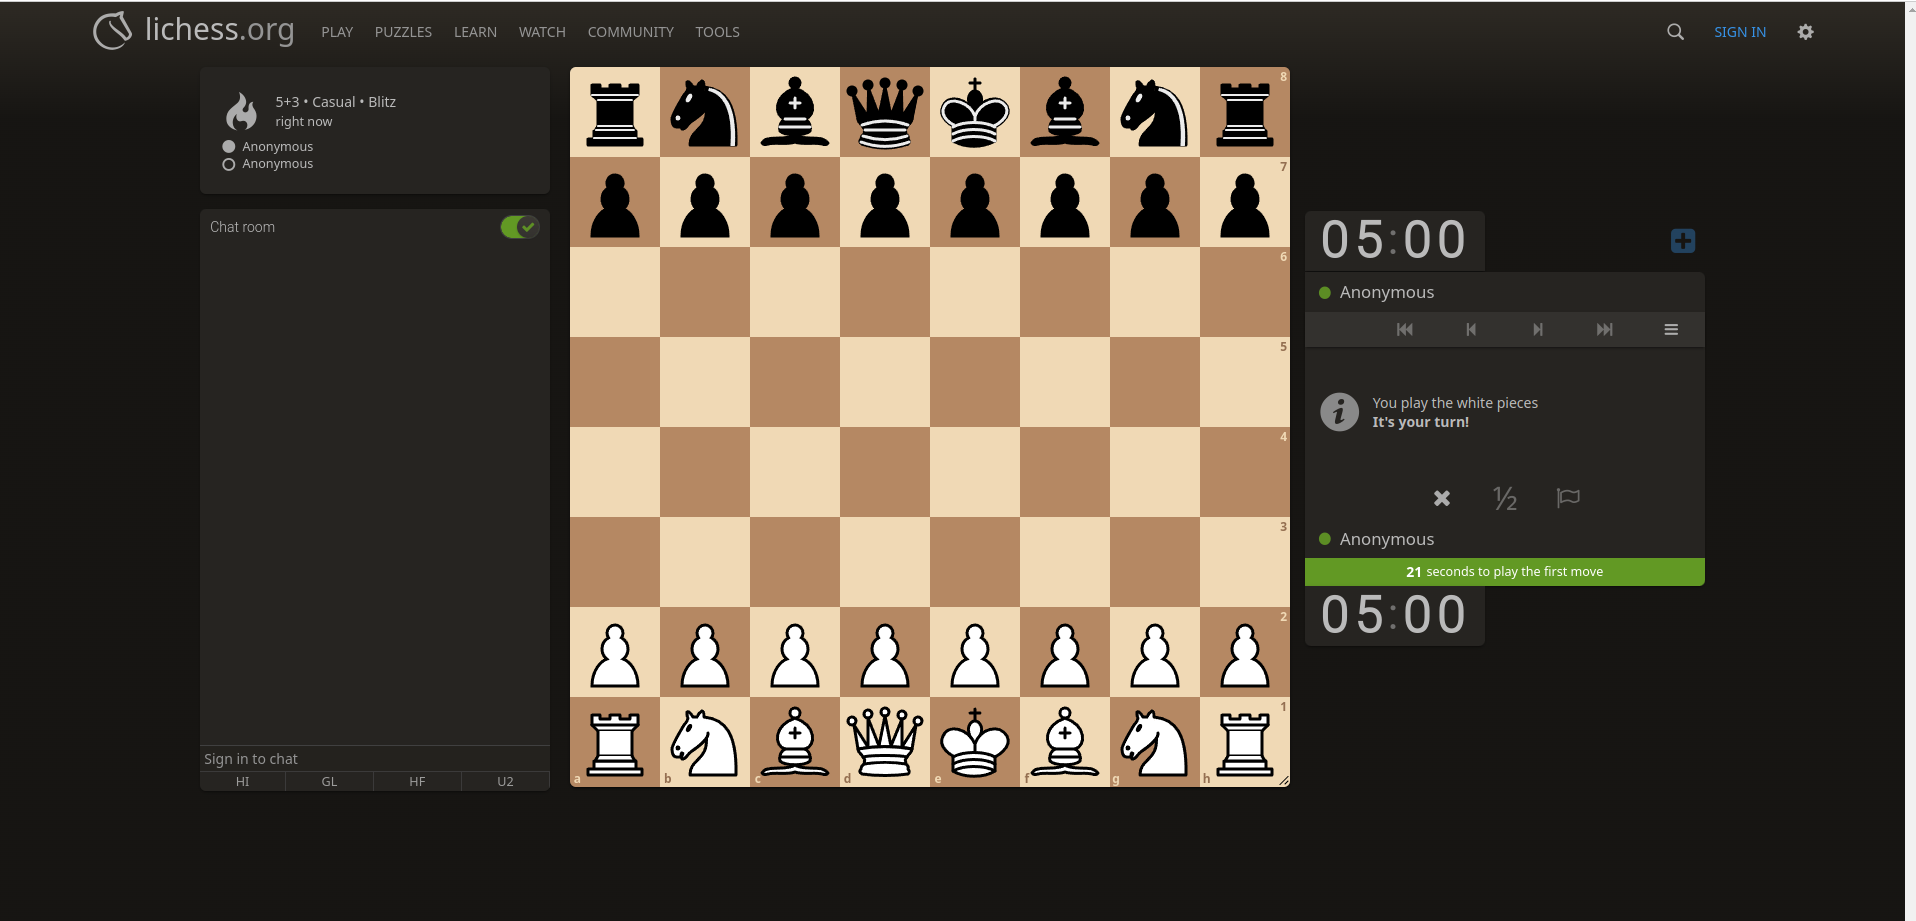 lichess.org PLAY PUZZLES LEARN WATCH COMMUNITY TOOLS SIGN IN
5+3 • Casual • Blitz
right now
Anonymous
Anonymous
Chat room
Sign in to chat
HI GL HF U2
8
7
6
5
4
3
2
1
a b c d e f g h
05:00
Anonymous
You play the white pieces
It's your turn!
½
Anonymous
21 seconds to play the first move
05:00